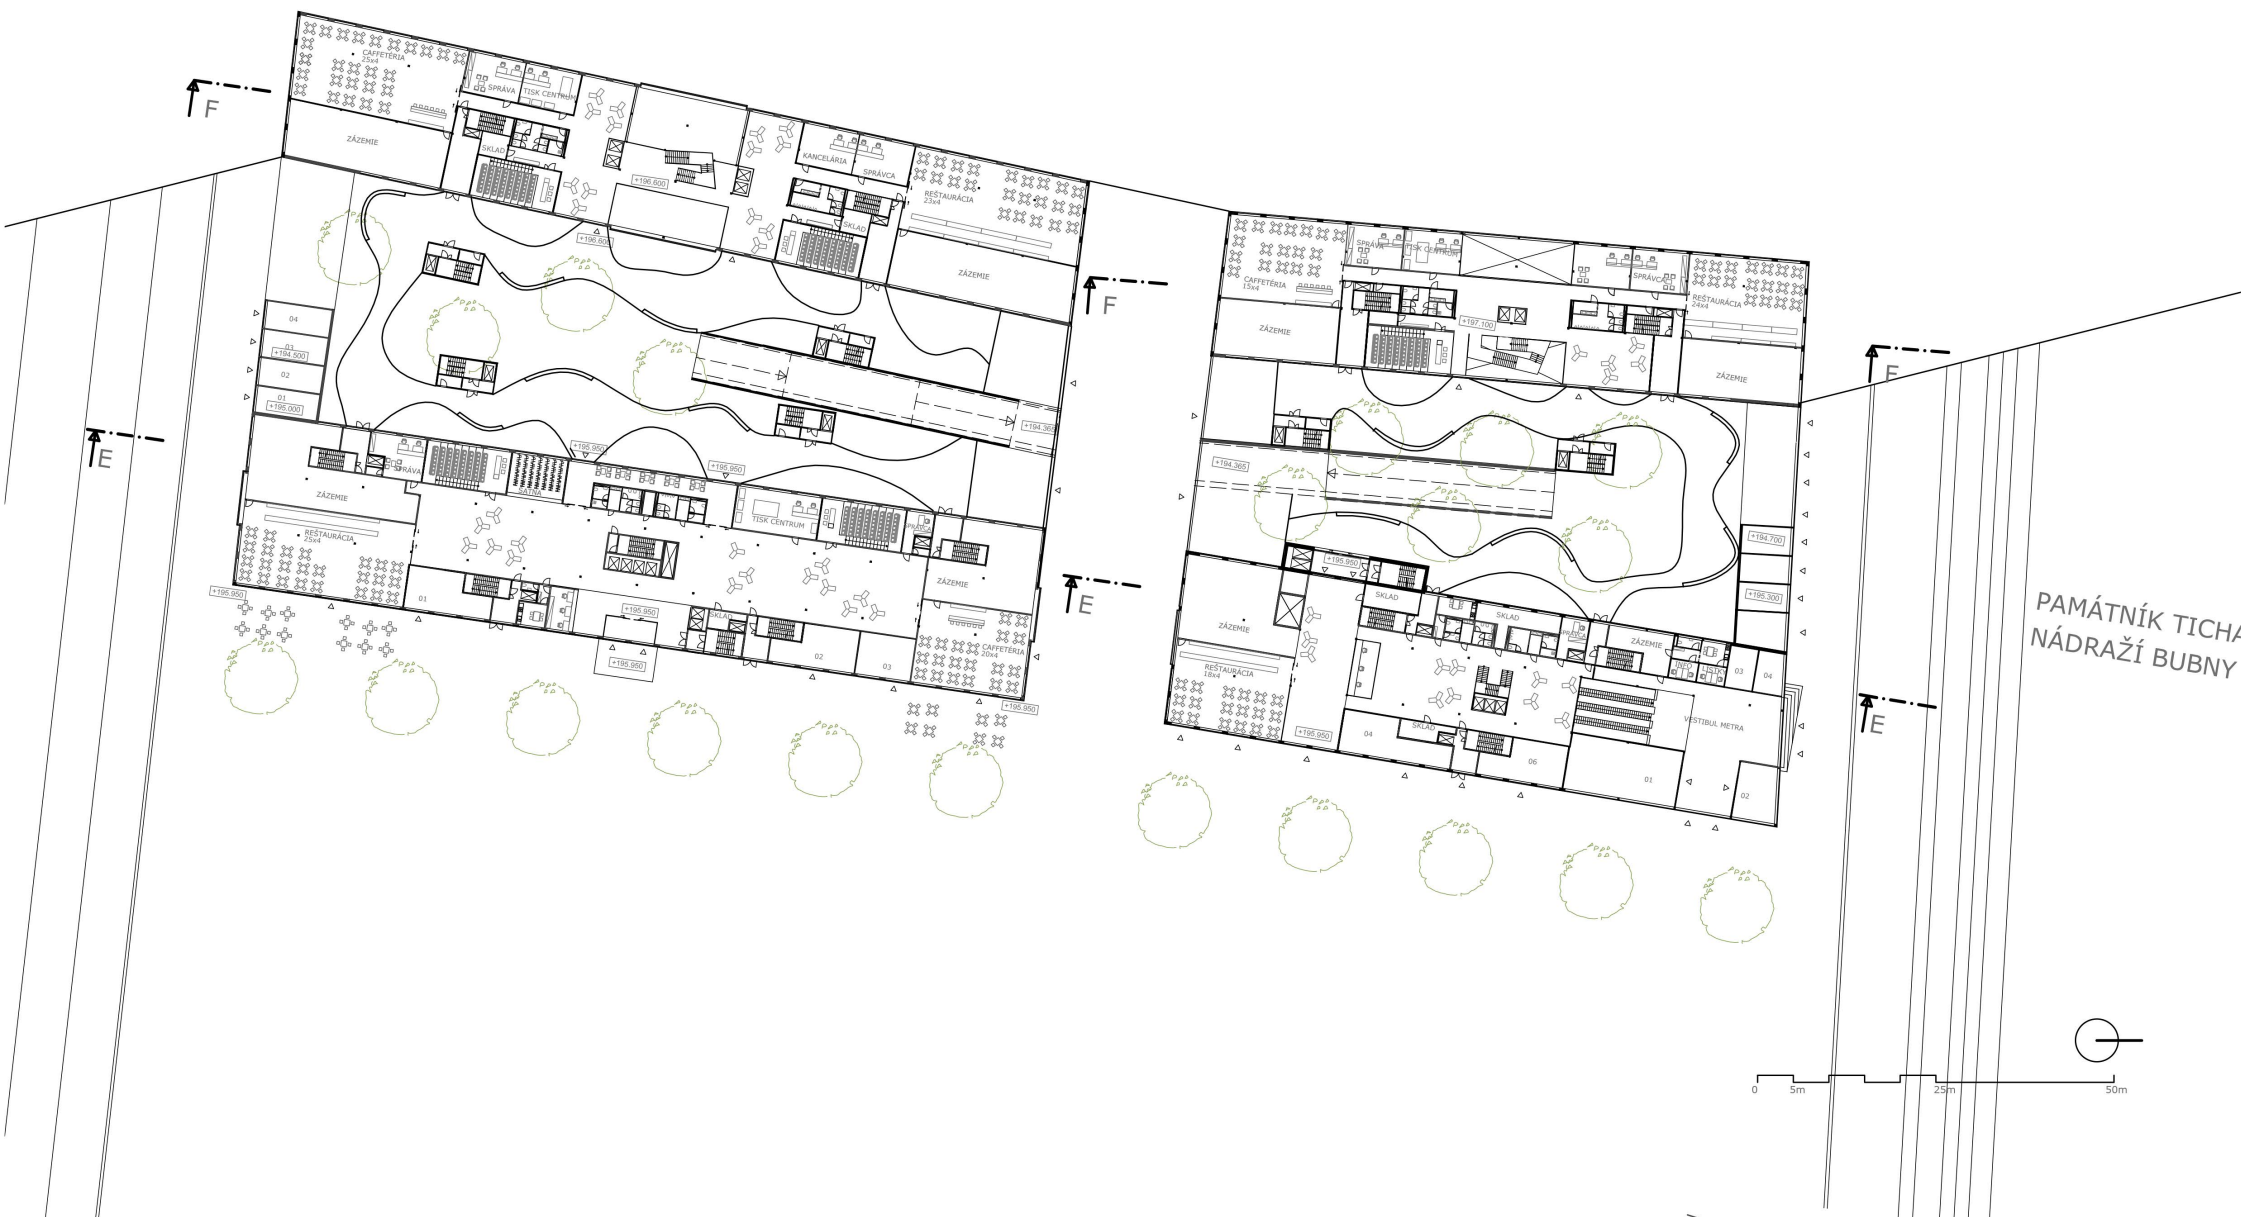 CAFFETÉRIA
25x4
SPRÁVA
TISK CENTRUM
F
ZÁZEMIE
SKLAD
KANCELÁRIA
SPRÁVCA
+196.600
REŠTAURÁCIA
23x4
SKLAD
ZÁZEMIE
F
04
03
+194.500
02
01
+195.000
+194.365
E
+195.950
+195.950
SPRÁVA
ŠATNA
ZÁZEMIE
REŠTAURÁCIA
25x4
TISK CENTRUM
SPRÁVCA
ZÁZEMIE
E
+195.950
01
+195.950
SKLAD
+195.950
02
03
CAFFETÉRIA
20x4
+195.950
SPRÁVA
TISK CENTRUM
SPRÁVCA
CAFFETÉRIA
15x4
REŠTAURÁCIA
24x4
+197.100
ZÁZEMIE
ZÁZEMIE
F
+194.365
+194.700
+195.950
+195.300
SKLAD
SKLAD
SPRÁVCA
ZÁZEMIE
ZÁZEMIE
INFO
LÍSTKY
03
04
REŠTAURÁCIA
18x4
VESTIBUL METRA
E
+195.950
04
SKLAD
06
01
02
PAMÁTNÍK TICHA
NÁDRAŽÍ BUBNY
0
5m
25m
50m